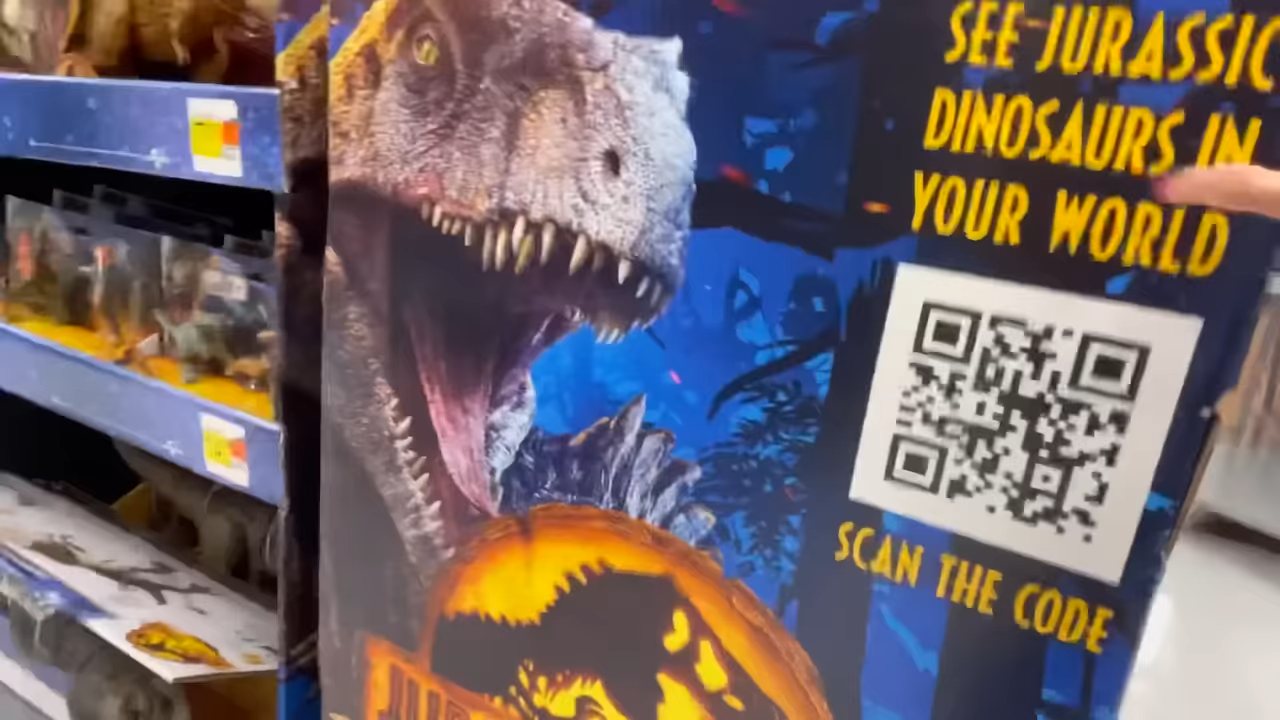 SEE JURASSIC
DINOSAURS IN
YOUR WORLD
SCAN THE CODE